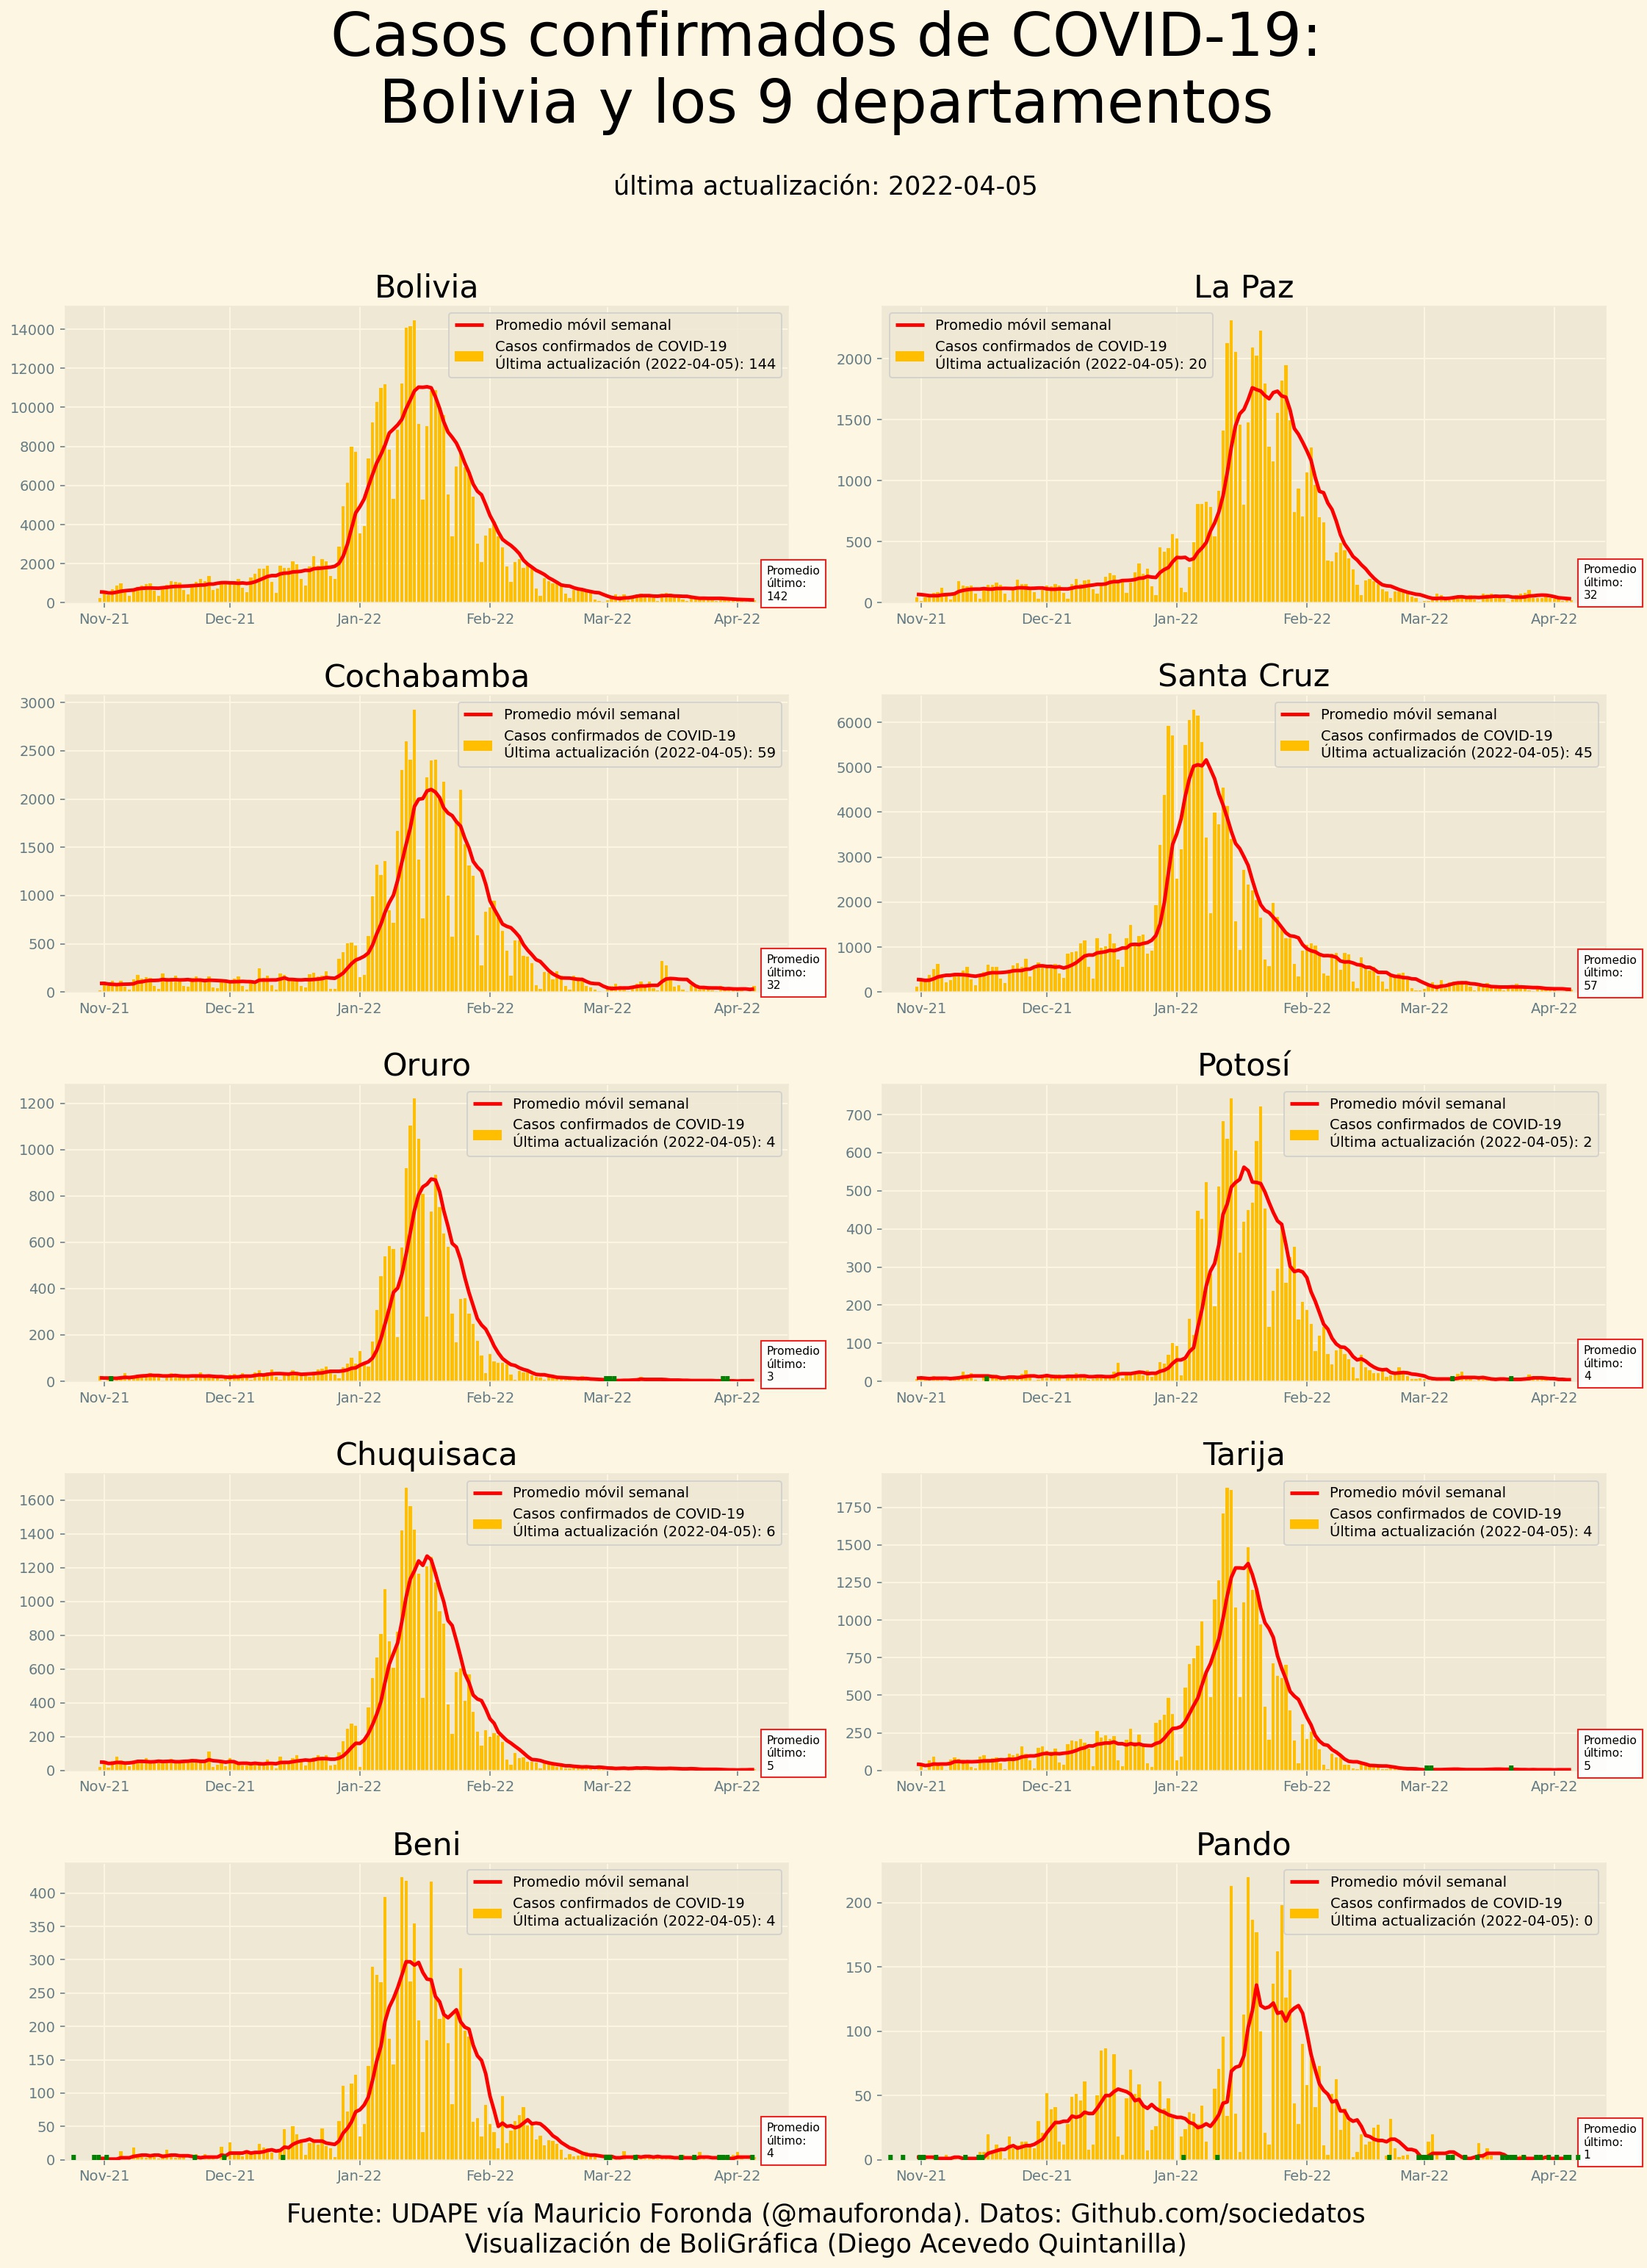 Casos confirmados de COVID-19:
Bolivia y los 9 departamentos
última actualización: 2022-04-05
Bolivia
14000
12000
10000
8000
6000
4000
2000
0
Promedio móvil semanal
Casos confirmados de COVID-19
Última actualización (2022-04-05): 144
Promedio
último:
142
Nov-21 Dec-21 Jan-22 Feb-22 Mar-22 Apr-22
La Paz
2000
1500
1000
500
0
Promedio móvil semanal
Casos confirmados de COVID-19
Última actualización (2022-04-05): 20
Promedio
último:
32
Nov-21 Dec-21 Jan-22 Feb-22 Mar-22 Apr-22
Cochabamba
3000
2500
2000
1500
1000
500
0
Promedio móvil semanal
Casos confirmados de COVID-19
Última actualización (2022-04-05): 59
Promedio
último:
32
Nov-21 Dec-21 Jan-22 Feb-22 Mar-22 Apr-22
Santa Cruz
6000
5000
4000
3000
2000
1000
0
Promedio móvil semanal
Casos confirmados de COVID-19
Última actualización (2022-04-05): 45
Promedio
último:
57
Nov-21 Dec-21 Jan-22 Feb-22 Mar-22 Apr-22
Oruro
1200
1000
800
600
400
200
0
Promedio móvil semanal
Casos confirmados de COVID-19
Última actualización (2022-04-05): 4
Promedio
último:
3
Nov-21 Dec-21 Jan-22 Feb-22 Mar-22 Apr-22
Potosí
700
600
500
400
300
200
100
0
Promedio móvil semanal
Casos confirmados de COVID-19
Última actualización (2022-04-05): 2
Promedio
último:
4
Nov-21 Dec-21 Jan-22 Feb-22 Mar-22 Apr-22
Chuquisaca
1600
1400
1200
1000
800
600
400
200
0
Promedio móvil semanal
Casos confirmados de COVID-19
Última actualización (2022-04-05): 6
Promedio
último:
5
Nov-21 Dec-21 Jan-22 Feb-22 Mar-22 Apr-22
Tarija
1750
1500
1250
1000
750
500
250
0
Promedio móvil semanal
Casos confirmados de COVID-19
Última actualización (2022-04-05): 4
Promedio
último:
5
Nov-21 Dec-21 Jan-22 Feb-22 Mar-22 Apr-22
Beni
400
350
300
250
200
150
100
50
0
Promedio móvil semanal
Casos confirmados de COVID-19
Última actualización (2022-04-05): 4
Promedio
último:
4
Nov-21 Dec-21 Jan-22 Feb-22 Mar-22 Apr-22
Pando
200
150
100
50
0
Promedio móvil semanal
Casos confirmados de COVID-19
Última actualización (2022-04-05): 0
Promedio
último:
1
Nov-21 Dec-21 Jan-22 Feb-22 Mar-22 Apr-22
Fuente: UDAPE vía Mauricio Foronda (@mauforonda). Datos: Github.com/sociedatos
Visualización de BoliGráfica (Diego Acevedo Quintanilla)